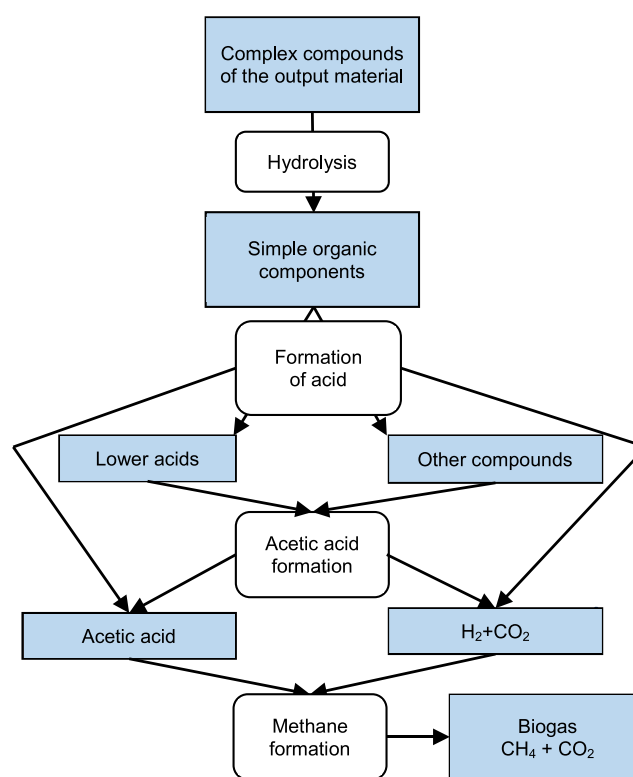 Complex compounds
of the output material
Hydrolysis
Simple organic
components
Formation
of acid
Lower acids
Other compounds
Acetic acid
formation
Acetic acid
H₂+CO₂
Methane
formation
Biogas
CH₄ + CO₂